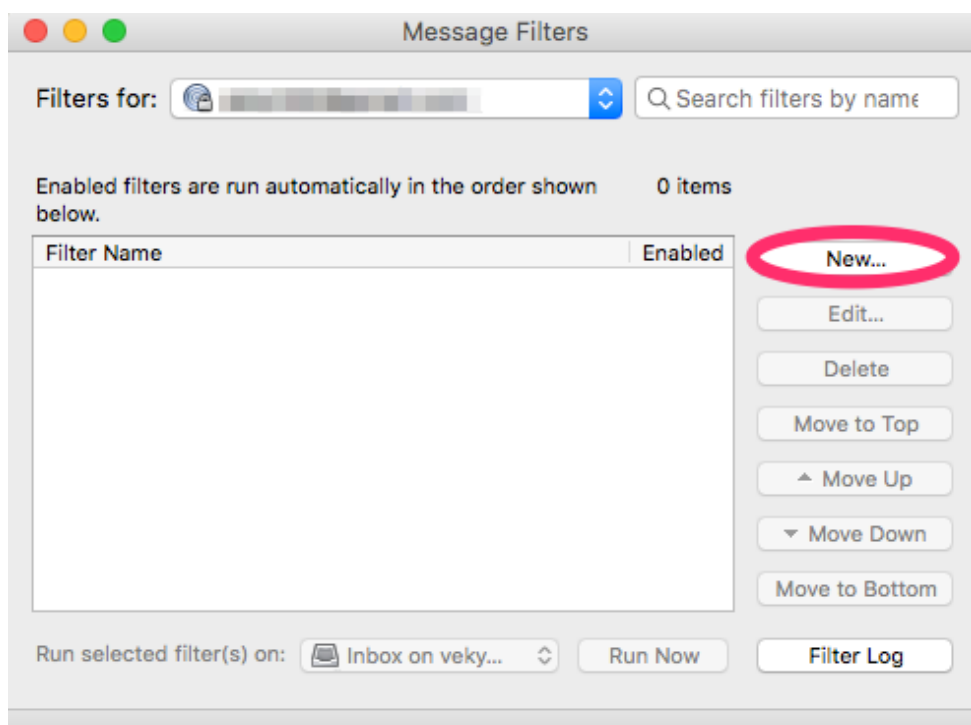 Message Filters
Filters for:
Search filters by name
Enabled filters are run automatically in the order shown
below.
0 items
Filter Name
Enabled
New...
Edit...
Delete
Move to Top
Move Up
Move Down
Move to Bottom
Run selected filter(s) on:
Inbox on veky...
Run Now
Filter Log